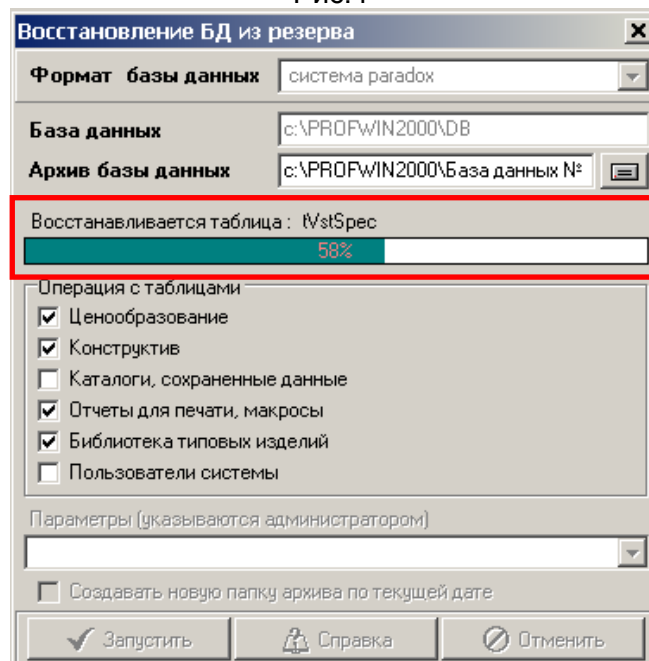 Восстановление БД из резерва
Формат базы данных система paradox
База данных c:\PROFWIN2000\DB
Архив базы данных c:\PROFWIN2000\База данных №
Восстанавливается таблица : tVstSpec
58%
Операция с таблицами
Ценообразование
Конструктив
Каталоги, сохраненные данные
Отчеты для печати, макросы
Библиотека типовых изделий
Пользователи системы
Параметры (указываются администратором)
Создавать новую папку архива по текущей дате
Запустить Справка Отменить